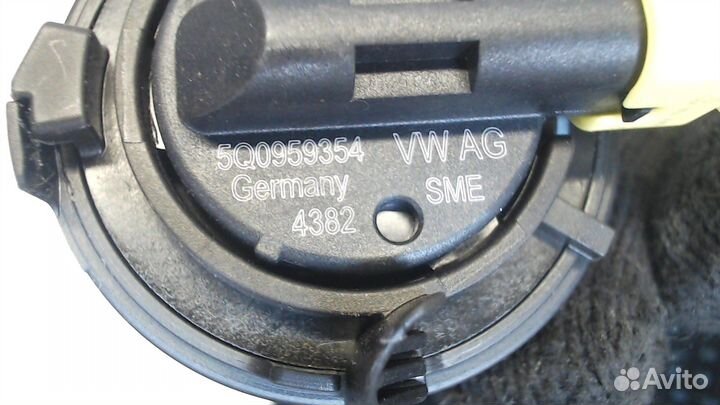 5Q0959354 VW AG
Germany SME
4382
Avito